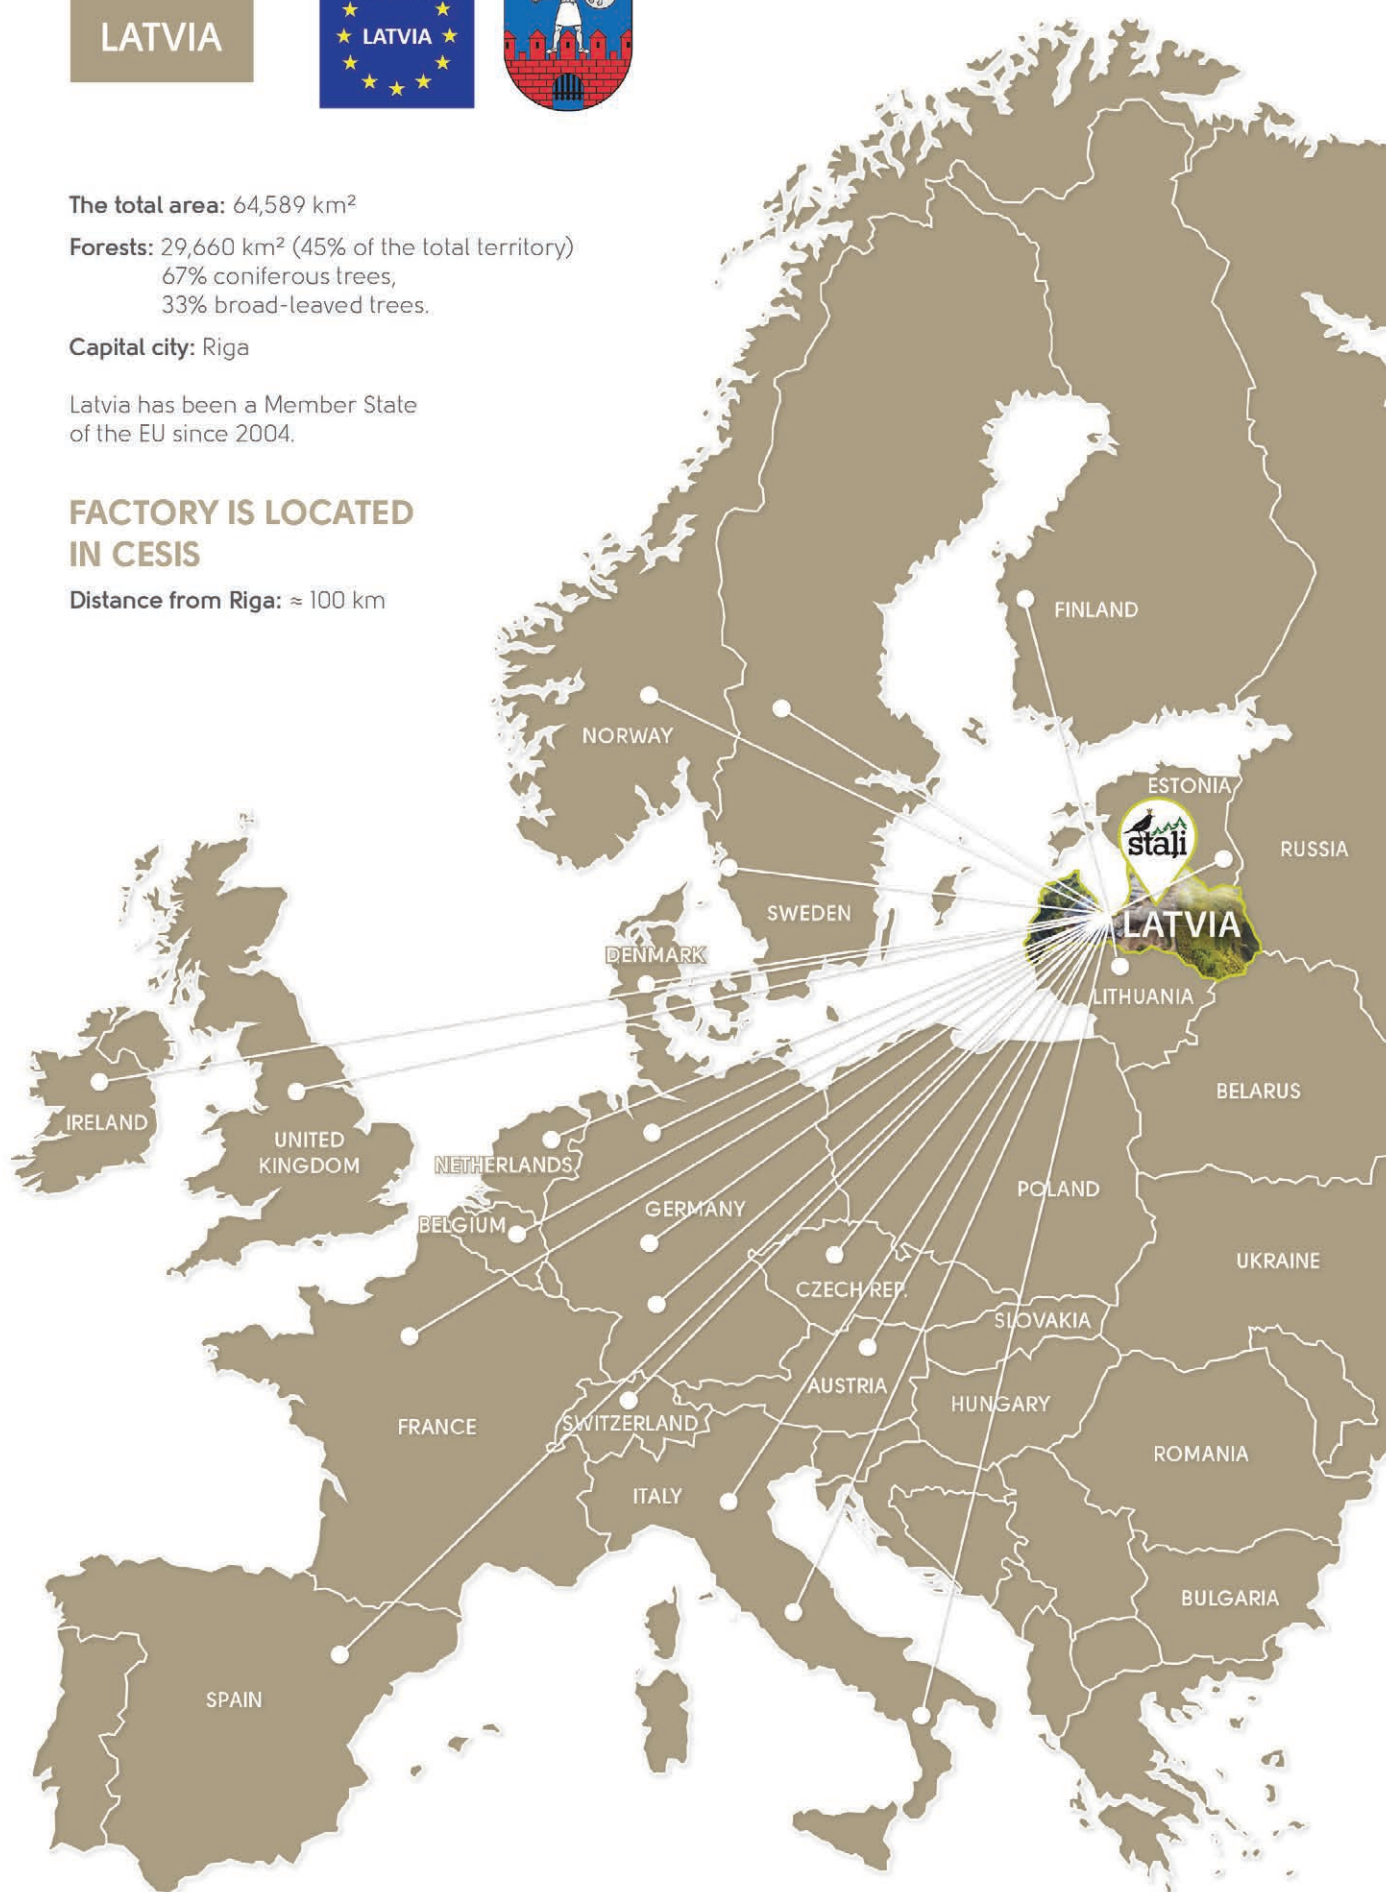 LATVIA
LATVIA
The total area: 64,589 km²
Forests: 29,660 km² (45% of the total territory)
67% coniferous trees,
33% broad-leaved trees.
Capital city: Riga
Latvia has been a Member State
of the EU since 2004.
FACTORY IS LOCATED
IN CESIS
Distance from Riga: ≈ 100 km
FINLAND
NORWAY
ESTONIA
staļi
RUSSIA
SWEDEN
LATVIA
DENMARK
LITHUANIA
BELARUS
IRELAND
UNITED
KINGDOM
NETHERLANDS
POLAND
GERMANY
BELGIUM
UKRAINE
CZECH REP.
SLOVAKIA
AUSTRIA
HUNGARY
FRANCE
SWITZERLAND
ROMANIA
ITALY
BULGARIA
SPAIN